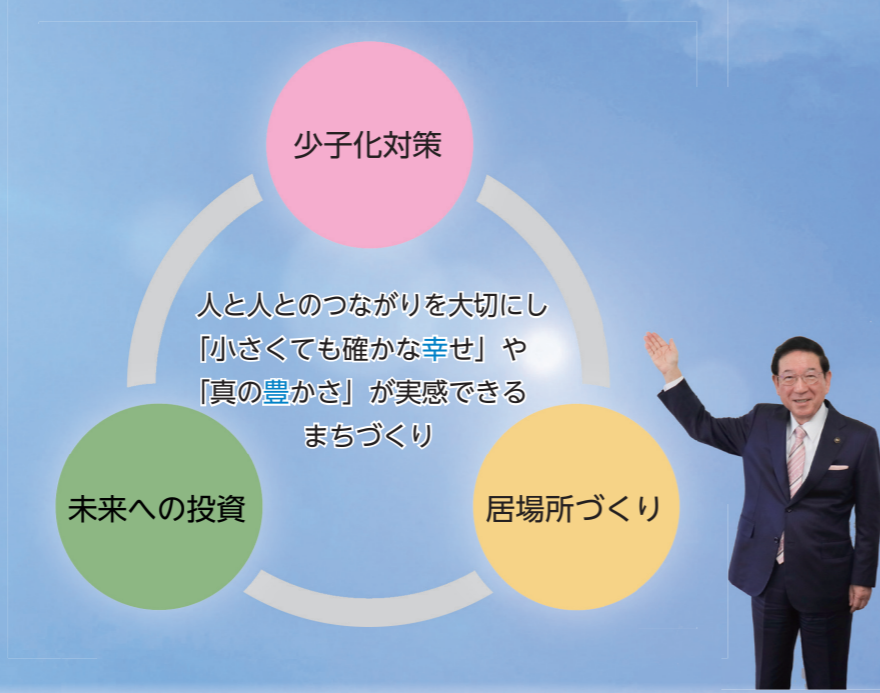 少子化対策
人と人とのつながりを大切にし
「小さくても確かな幸せ」や
「真の豊かさ」が実感できる
まちづくり
未来への投資
居場所づくり